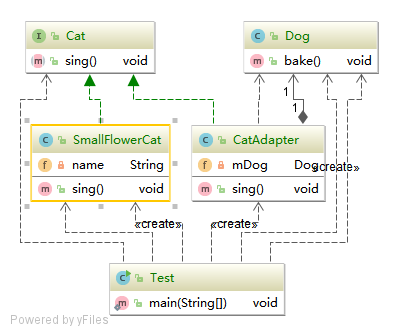 I Cat
m sing() void
C Dog
m bake() void
1
1
C SmallFlowerCat
f name String
m sing() void
C CatAdapter
f mDog Dog
m sing() void
«create»
«create»
«create»
C Test
m main(String[]) void
Powered by yFiles